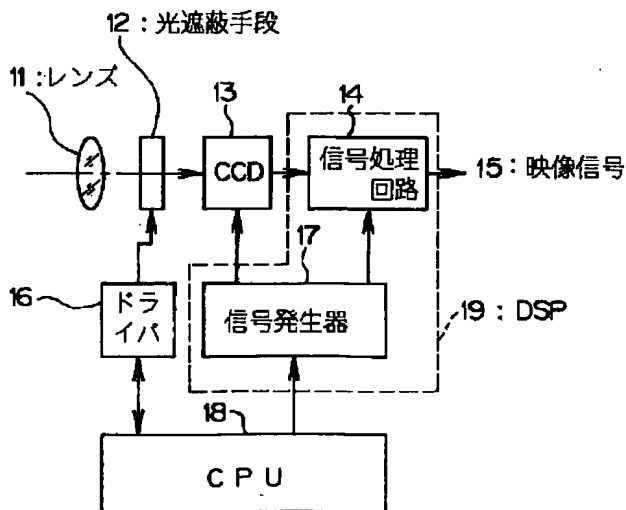 12：光遮蔽手段
11：レンズ
13
14
CCD
信号処理
回路
15：映像信号
17
16
ドラ
イバ
信号発生器
19：DSP
18
CPU